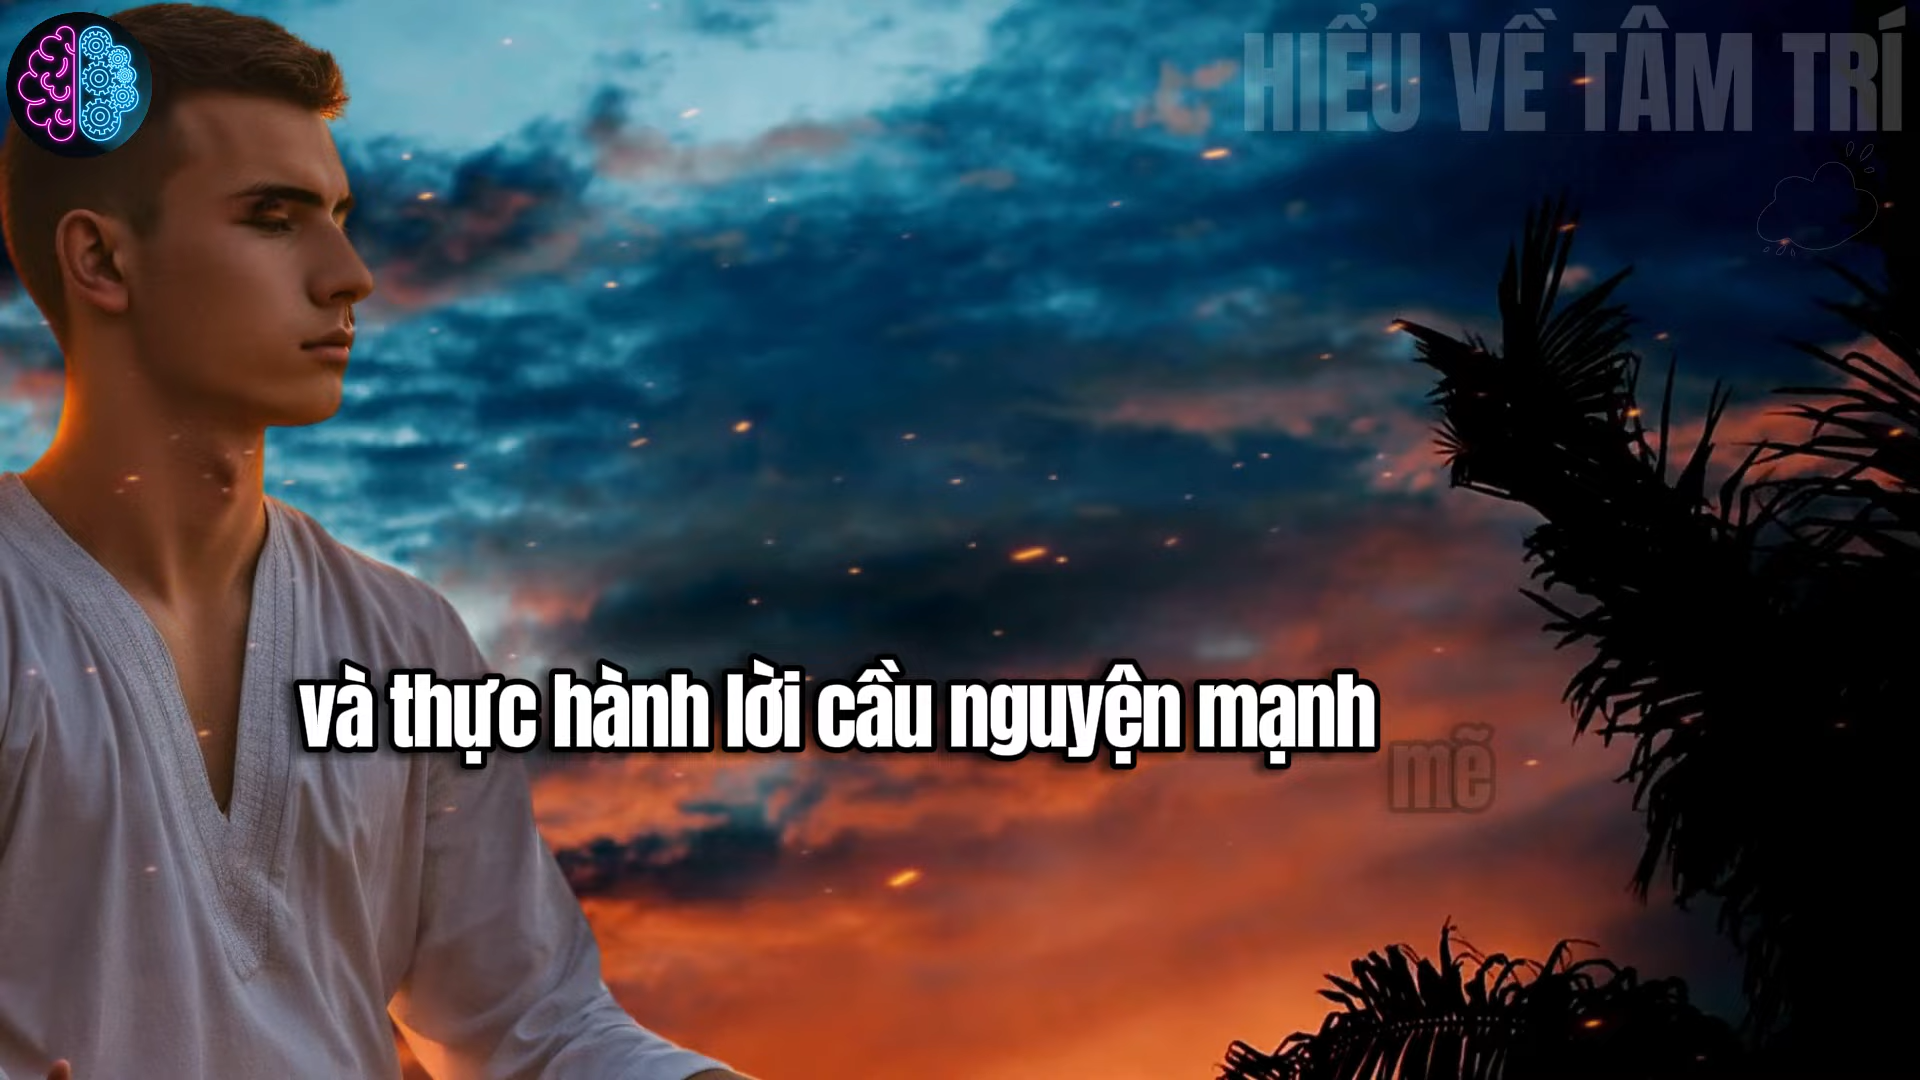 HIỂU VỀ TÂM TRÍ
và thực hành lời cầu nguyện mạnh
mẽ